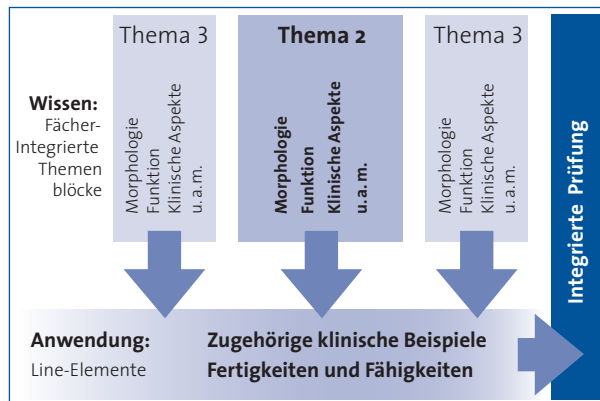 Thema 3
Thema 2
Thema 3
Wissen:
Fächer-
Integrierte
Themen
blöcke
Morphologie
Funktion
Klinische Aspekte
u. a. m.
Morphologie
Funktion
Klinische Aspekte
u. a. m.
Morphologie
Funktion
Klinische Aspekte
u. a. m.
Integrierte Prüfung
Anwendung:
Line-Elemente
Zugehörige klinische Beispiele
Fertigkeiten und Fähigkeiten